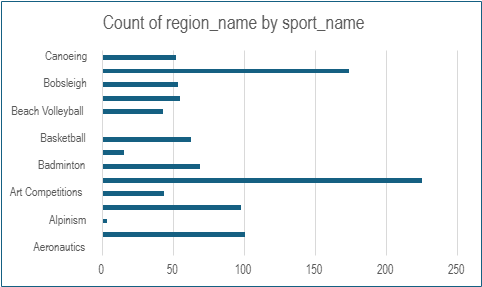 Count of region_name by sport_name
Canoeing
Bobsleigh
Beach Volleyball
Basketball
Badminton
Art Competitions
Alpinism
Aeronautics
0 50 100 150 200 250